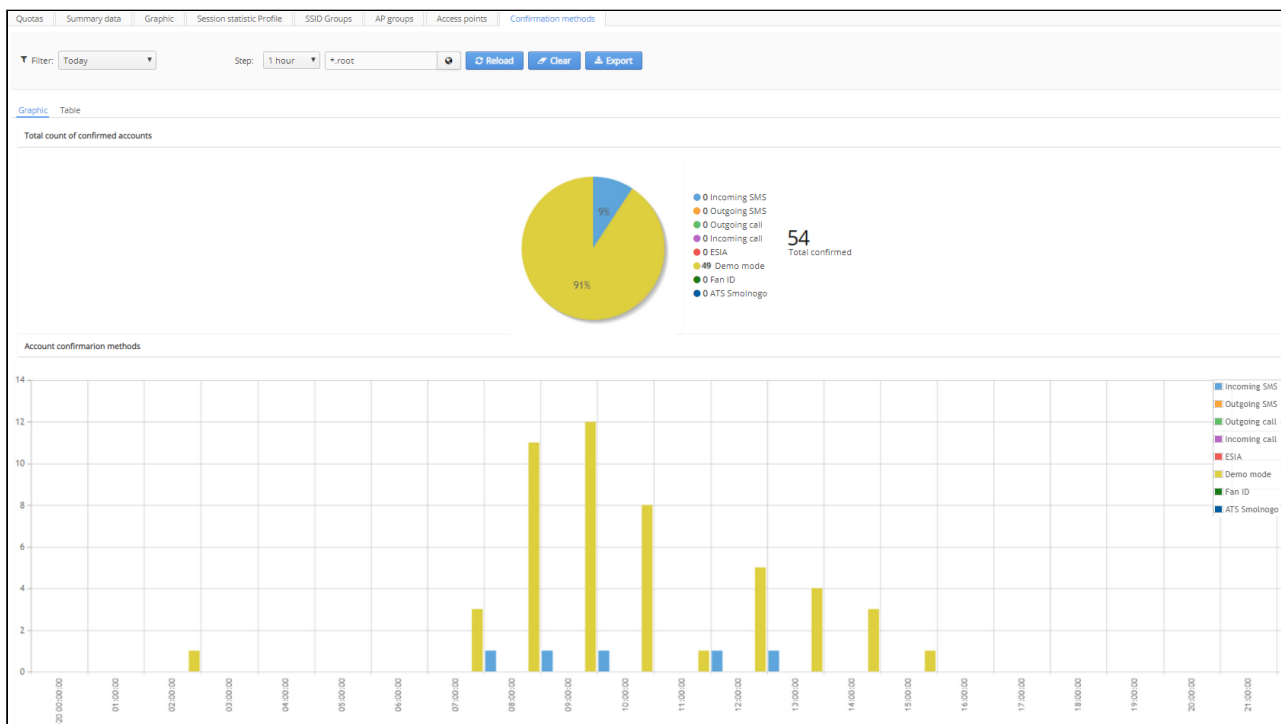 Quotas Summary data Graphic Session statistic Profile SSID Groups AP groups Access points Confirmation methods
Filter: Today Step: 1 hour *.root Reload Clear Export
Graphic Table
Total count of confirmed accounts
9%
91%
0 Incoming SMS
0 Outgoing SMS
0 Outgoing call
0 Incoming call
0 ESIA
49 Demo mode
0 Fan ID
0 ATS Smolnogo
54
Total confirmed
Account confirmarion methods
14
12
10
8
6
4
2
0
Incoming SMS
Outgoing SMS
Outgoing call
Incoming call
ESIA
Demo mode
Fan ID
ATS Smolnogo
-20 00:00:00
01:00:00
02:00:00
03:00:00
04:00:00
05:00:00
06:00:00
07:00:00
08:00:00
09:00:00
10:00:00
11:00:00
12:00:00
13:00:00
14:00:00
15:00:00
16:00:00
17:00:00
18:00:00
19:00:00
20:00:00
21:00:00